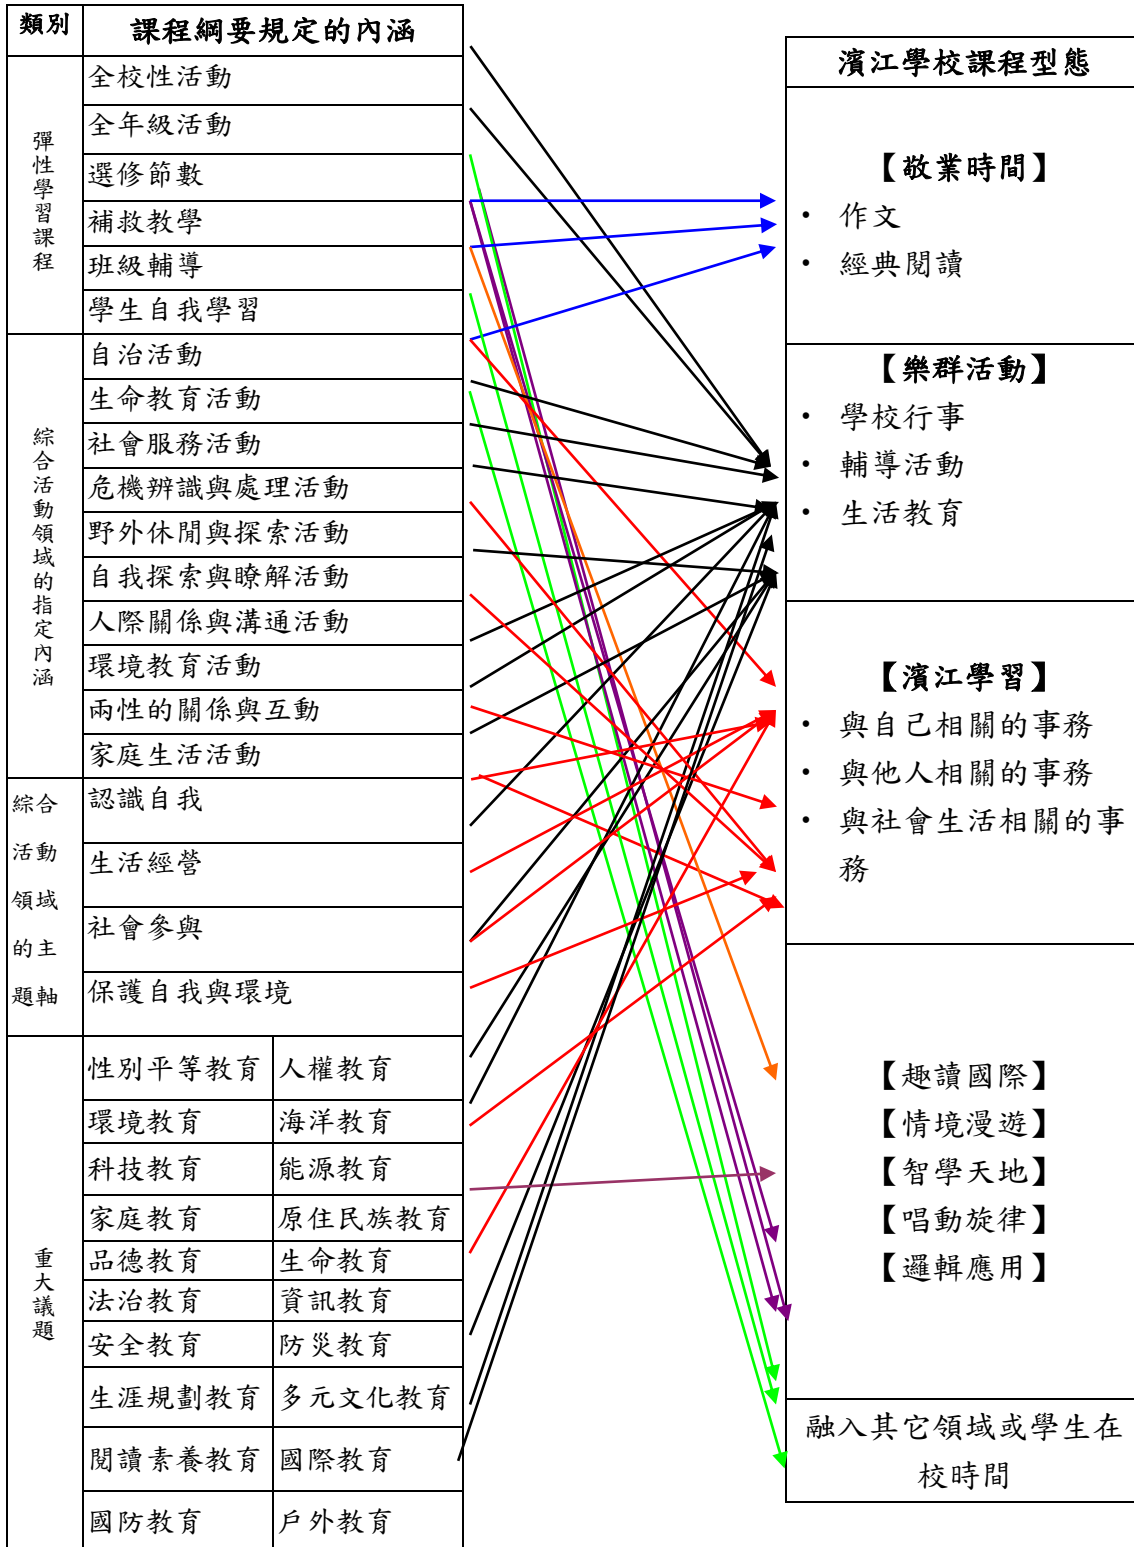 類別 課程綱要規定的內涵
彈性學習課程
全校性活動
全年級活動
選修節數
補救教學
班級輔導
學生自我學習
綜合活動領域的指定內涵
自治活動
生命教育活動
社會服務活動
危機辨識與處理活動
野外休閒與探索活動
自我探索與瞭解活動
人際關係與溝通活動
環境教育活動
兩性的關係與互動
家庭生活活動
綜合
活動
領域
的主
題軸
認識自我
生活經營
社會參與
保護自我與環境
重大議題
性別平等教育 人權教育
環境教育 海洋教育
科技教育 能源教育
家庭教育 原住民族教育
品德教育 生命教育
法治教育 資訊教育
安全教育 防災教育
生涯規劃教育 多元文化教育
閱讀素養教育 國際教育
國防教育 戶外教育
濱江學校課程型態
【敬業時間】
• 作文
• 經典閱讀
【樂群活動】
• 學校行事
• 輔導活動
• 生活教育
【濱江學習】
• 與自己相關的事務
• 與他人相關的事務
• 與社會生活相關的事
務
【趣讀國際】
【情境漫遊】
【智學天地】
【唱動旋律】
【邏輯應用】
融入其它領域或學生在
校時間